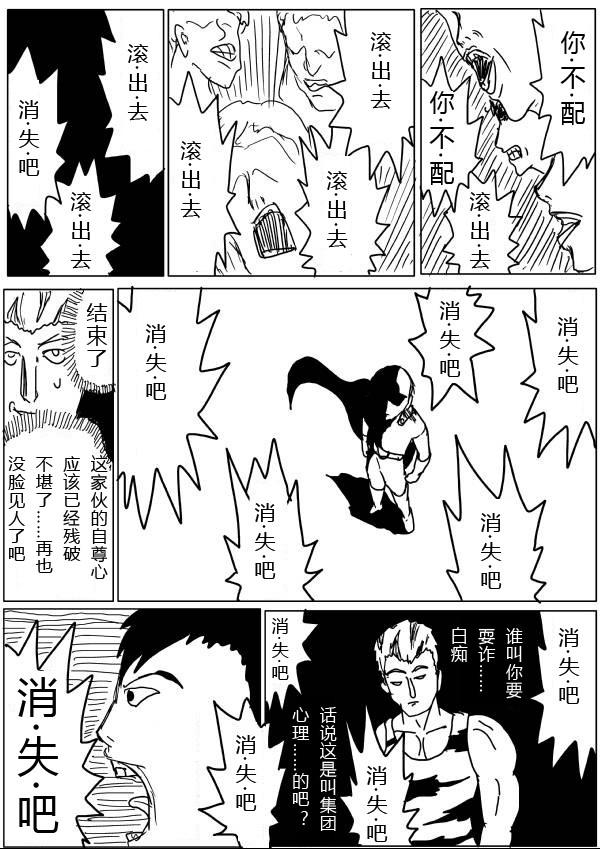 你·不·配
你·不·配
滚·出·去
滚·出·去
滚·出·去
滚·出·去
滚·出·去
消·失·吧
滚·出·去
消·失·吧
消·失·吧
消·失·吧
消·失·吧
消·失·吧
结束了
这家伙的自尊心
应该已经残破
不堪了……再也
没脸见人了吧
消·失·吧
谁叫你要
耍诈……
白痴
消·失·吧
消·失·吧
话说这是叫集团
心理……的吧？
消·失·吧
消·失·吧